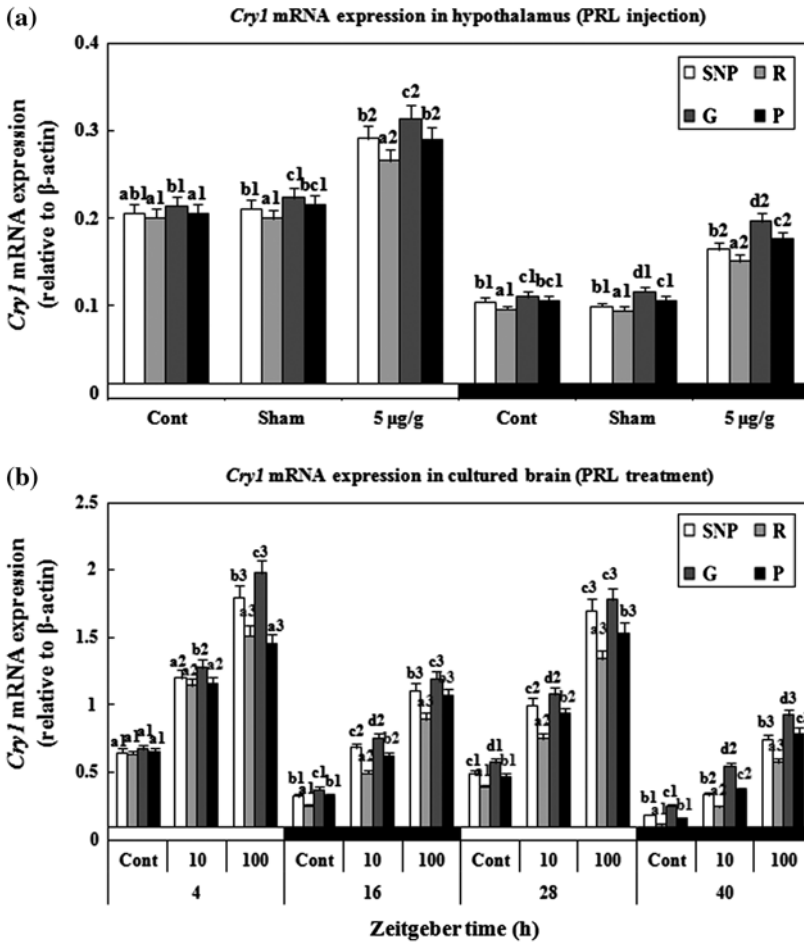 (a)
Cry1 mRNA expression in hypothalamus (PRL injection)
Cry1 mRNA expression
(relative to β-actin)
0.4
0.3
0.2
0.1
0
SNP R
G P
ab1 a1 b1 a1
b1 a1 c1 bc1
b2 a2 c2 b2
b1 a1 c1 bc1
b1 a1 d1 c1
b2 a2 d2 c2
Cont Sham 5 µg/g Cont Sham 5 µg/g
(b)
Cry1 mRNA expression in cultured brain (PRL treatment)
Cry1 mRNA expression
(relative to β-actin)
2.5
2
1.5
1
0.5
0
SNP R
G P
a1 a1 a1 a1
a2 a2 b2 a2
b3 a3 c3 a3
b1 a1 c1 b1
c2 a2 d2 b2
b3 a3 c3 b3
c1 a1 d1 b1
c2 a2 c2 b2
c3 a3 c3 b3
b1 a1 c1 b1
b2 a2 d2 c2
b3 a3 d3
Cont 10 100 Cont 10 100 Cont 10 100 Cont 10 100
4 16 28 40
Zeitgeber time (h)